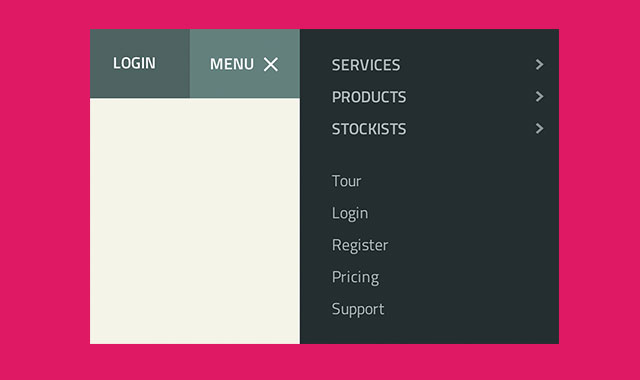 LOGIN
MENU
SERVICES
PRODUCTS
STOCKISTS
Tour
Login
Register
Pricing
Support